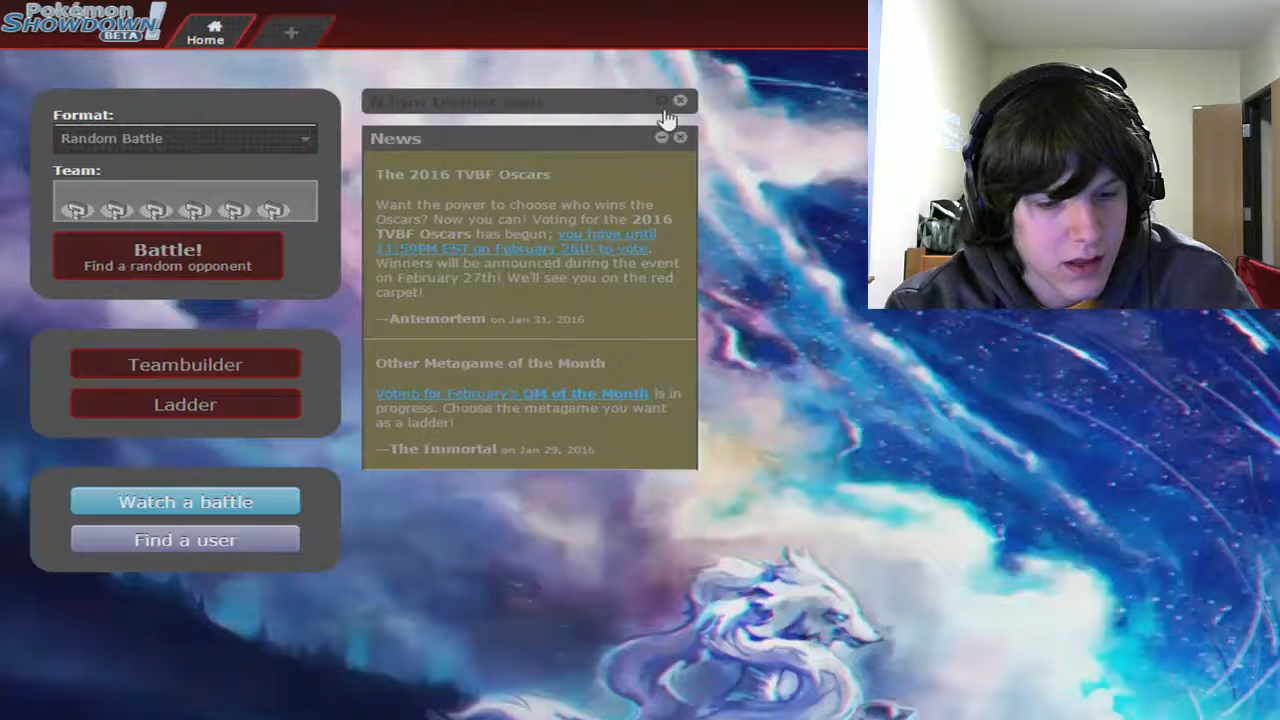 Pokémon
SHOWDOWN!
BETA
Home
Format:
Random Battle
Team:
Battle!
Find a random opponent
Teambuilder
Ladder
Watch a battle
Find a user
News
The 2016 TVBF Oscars
Want the power to choose who wins the
Oscars? Now you can! Voting for the 2016
TVBF Oscars has begun; you have until
11:59PM EST on February 26th to vote.
Winners will be announced during the event
on February 27th! We'll see you on the red
carpet!
—Antemortem on Jan 31, 2016
Other Metagame of the Month
Voting for February's OM of the Month is in
progress. Choose the metagame you want
as a ladder!
—The Immortal on Jan 29, 2016